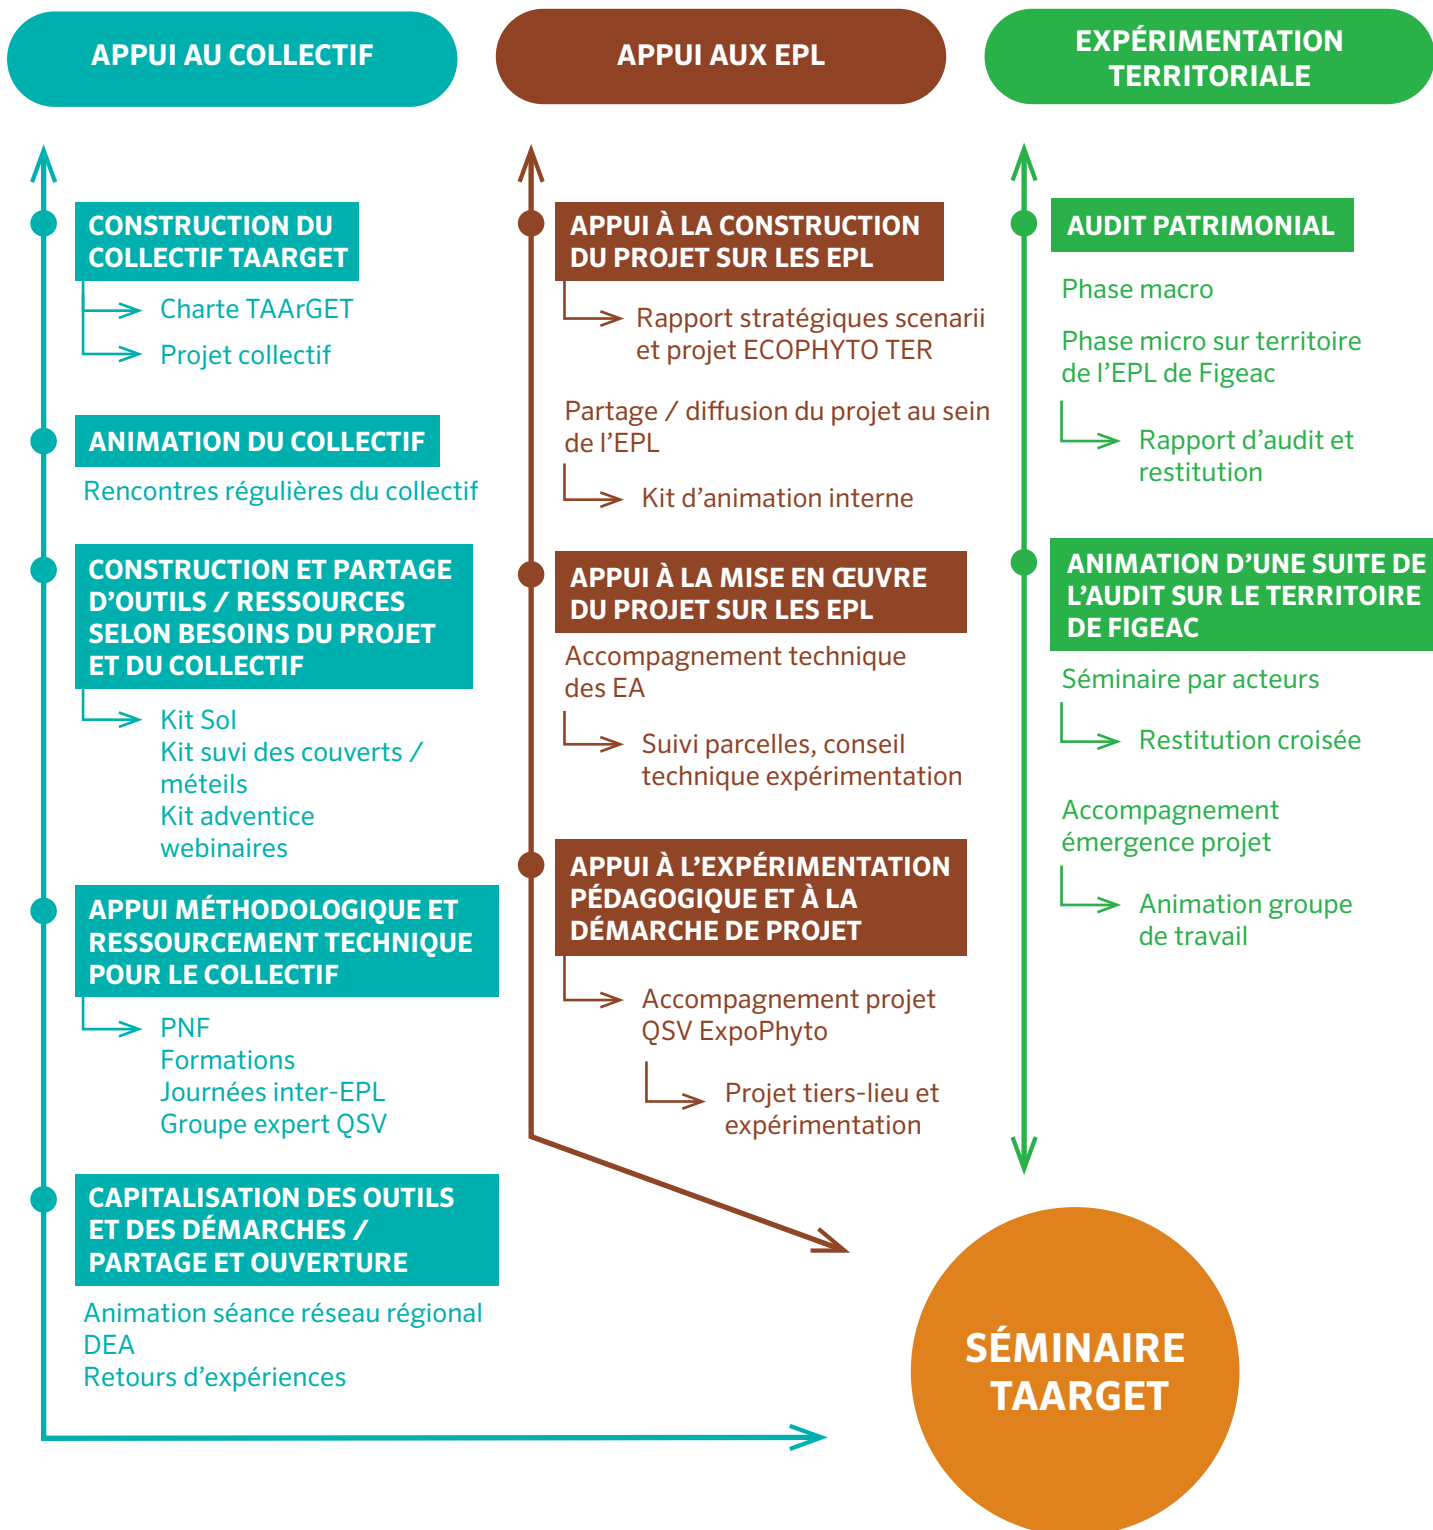 APPUI AU COLLECTIF
CONSTRUCTION DU
COLLECTIF TAARGET
Charte TAArGET
Projet collectif
ANIMATION DU COLLECTIF
Rencontres régulières du collectif
CONSTRUCTION ET PARTAGE
D'OUTILS / RESSOURCES
SELON BESOINS DU PROJET
ET DU COLLECTIF
Kit Sol
Kit suvi des couverts /
méteils
Kit adventice
webinaires
APPUI MÉTHODOLOGIQUE ET
RESSOURCEMENT TECHNIQUE
POUR LE COLLECTIF
PNF
Formations
Journées inter-EPL
Groupe expert QSV
CAPITALISATION DES OUTILS
ET DES DÉMARCHES /
PARTAGE ET OUVERTURE
Animation séance réseau régional
DEA
Retours d'expériences
APPUI AUX EPL
APPUI À LA CONSTRUCTION
DU PROJET SUR LES EPL
Rapport stratégiques scenarii
et projet ECOPHYTO TER
Partage / diffusion du projet au sein
de l'EPL
Kit d'animation interne
APPUI À LA MISE EN ŒUVRE
DU PROJET SUR LES EPL
Accompagnement technique
des EA
Suivi parcelles, conseil
technique expérimentation
APPUI À L'EXPÉRIMENTATION
PÉDAGOGIQUE ET À LA
DÉMARCHE DE PROJET
Accompagnement projet
QSV ExpoPhyto
Projet tiers-lieu et
expérimentation
EXPÉRIMENTATION
TERRITORIALE
AUDIT PATRIMONIAL
Phase macro
Phase micro sur territoire
de l'EPL de Figeac
Rapport d'audit et
restitution
ANIMATION D'UNE SUITE DE
L'AUDIT SUR LE TERRITOIRE
DE FIGEAC
Séminaire par acteurs
Restitution croisée
Accompagnement
émergence projet
Animation groupe
de travail
SÉMINAIRE
TAARGET